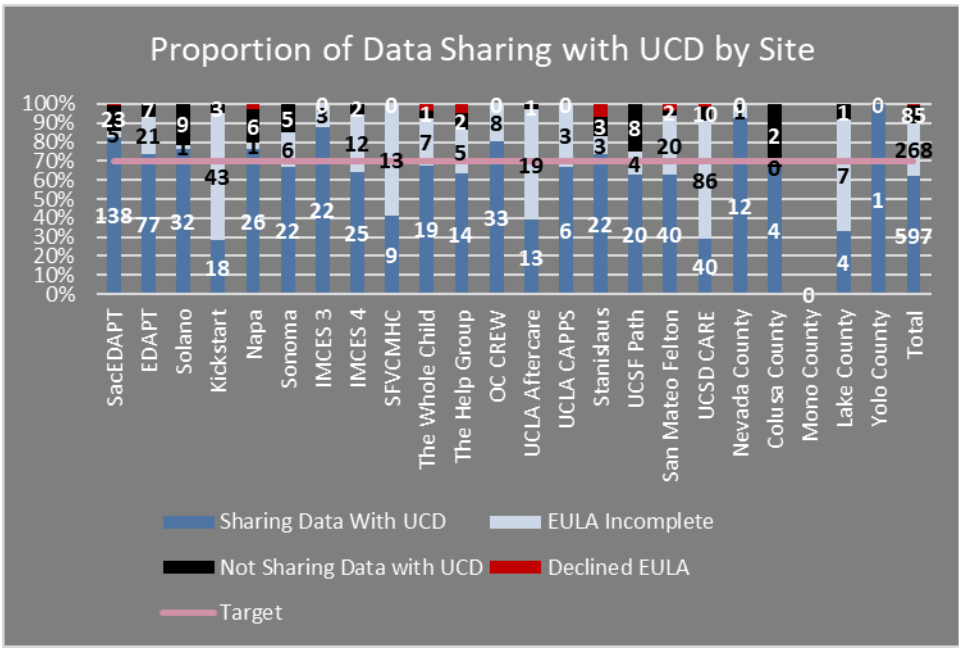 Proportion of Data Sharing with UCD by Site
100%
90%
80%
70%
60%
50%
40%
30%
20%
10%
0%
23 7 9 3 6 5 0 2 0 1 2 0 1 0 3 8 2 10 0 2 1 0 85
5 21 1 43 1 6 3 12 13 7 5 8 19 3 3 4 20 86 1 0 7 268
138 77 32 18 26 22 22 25 9 19 14 33 13 6 22 20 40 40 12 4 0 4 1 597
SacEDAPT
EDAPT
Solano
Kickstart
Napa
Sonoma
IMCES 3
IMCES 4
SFVCMHC
The Whole Child
The Help Group
OC CREW
UCLA Aftercare
UCLA CAPPS
Stanislaus
UCSF Path
San Mateo Felton
UCSD CARE
Nevada County
Colusa County
Mono County
Lake County
Yolo County
Total
Sharing Data With UCD
EULA Incomplete
Not Sharing Data with UCD
Declined EULA
Target